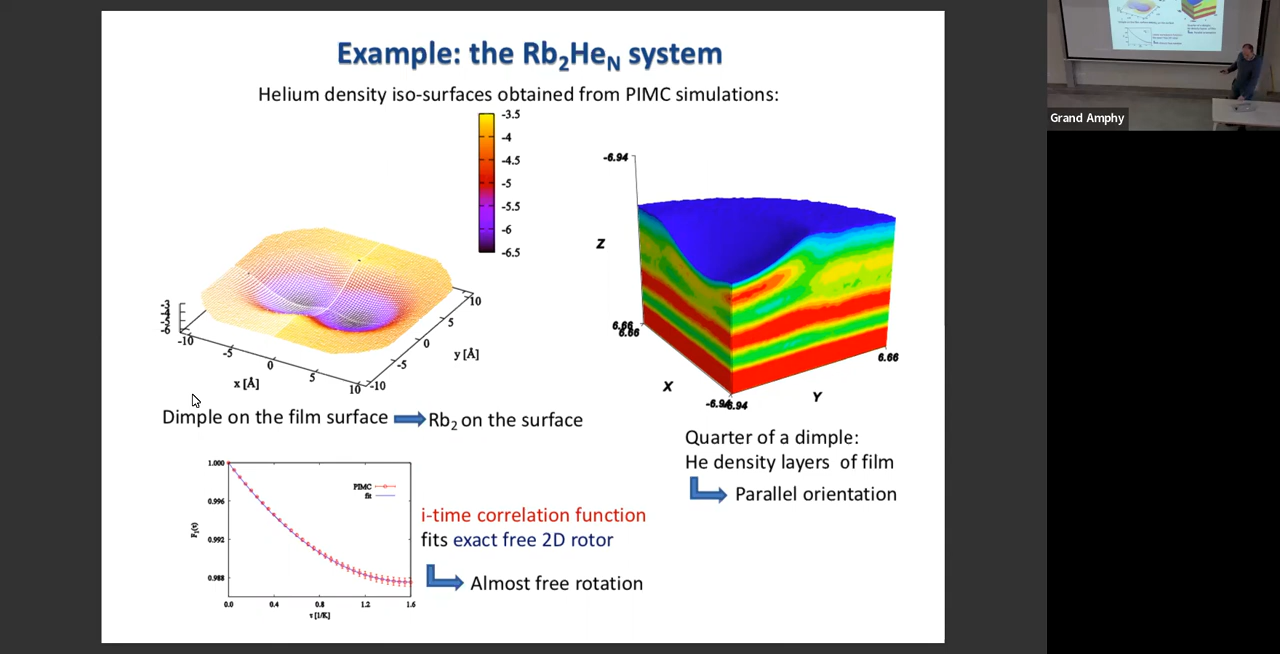 Example: the Rb2HeN system
Helium density iso-surfaces obtained from PIMC simulations:
-3.5
-4
-4.5
-5
-5.5
-6
-6.5
-3
-6
-10
-5
0
5
10
x [Å]
-10
-5
0
5
10
y [Å]
-6.94
Z
6.66
6.66
X
Y
6.66
Dimple on the film surface
Rb2 on the surface
Quarter of a dimple:
He density layers of film
Parallel orientation
1.000
0.996
0.992
0.988
0.0 0.4 0.8 1.2 1.6
τ [1/K]
PIMC
fit
i-time correlation function
fits exact free 2D rotor
Almost free rotation
Grand Amphy